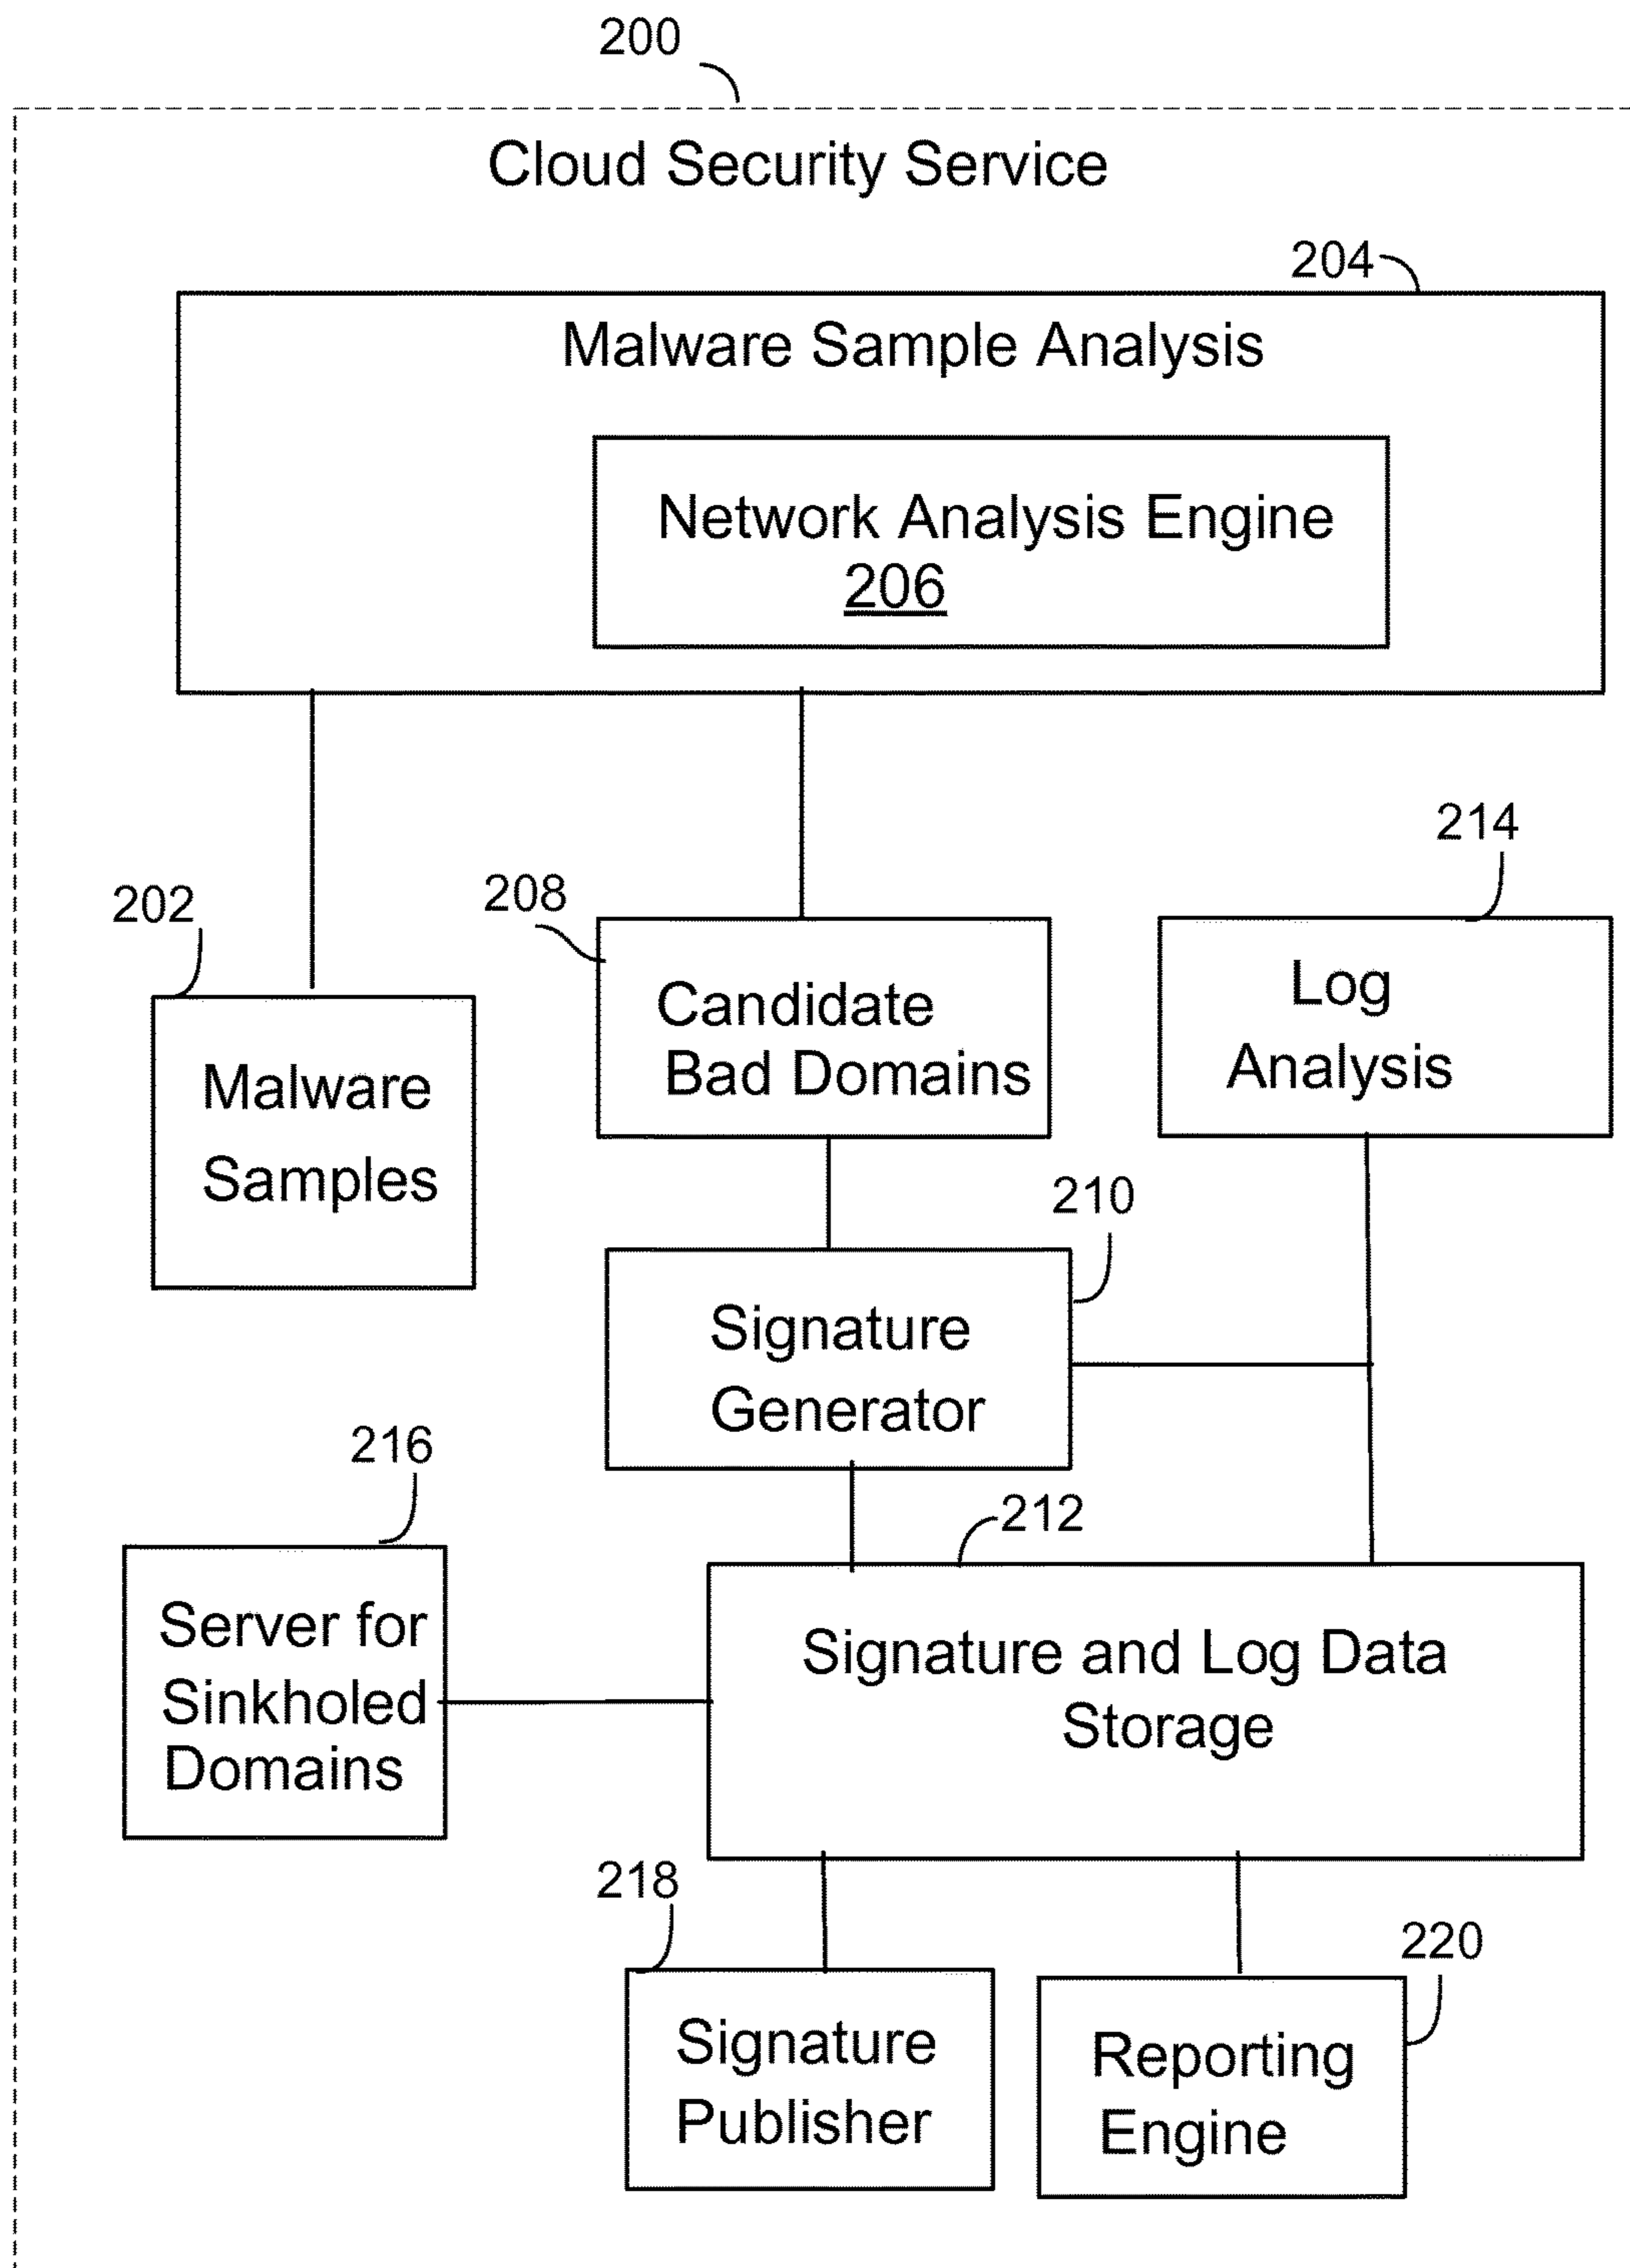 200
Cloud Security Service
204
Malware Sample Analysis
Network Analysis Engine
206
214
202
208
Candidate
Bad Domains
Log
Analysis
Malware
Samples
210
Signature
Generator
216
212
Server for
Sinkholed
Domains
Signature and Log Data
Storage
218
220
Signature
Publisher
Reporting
Engine